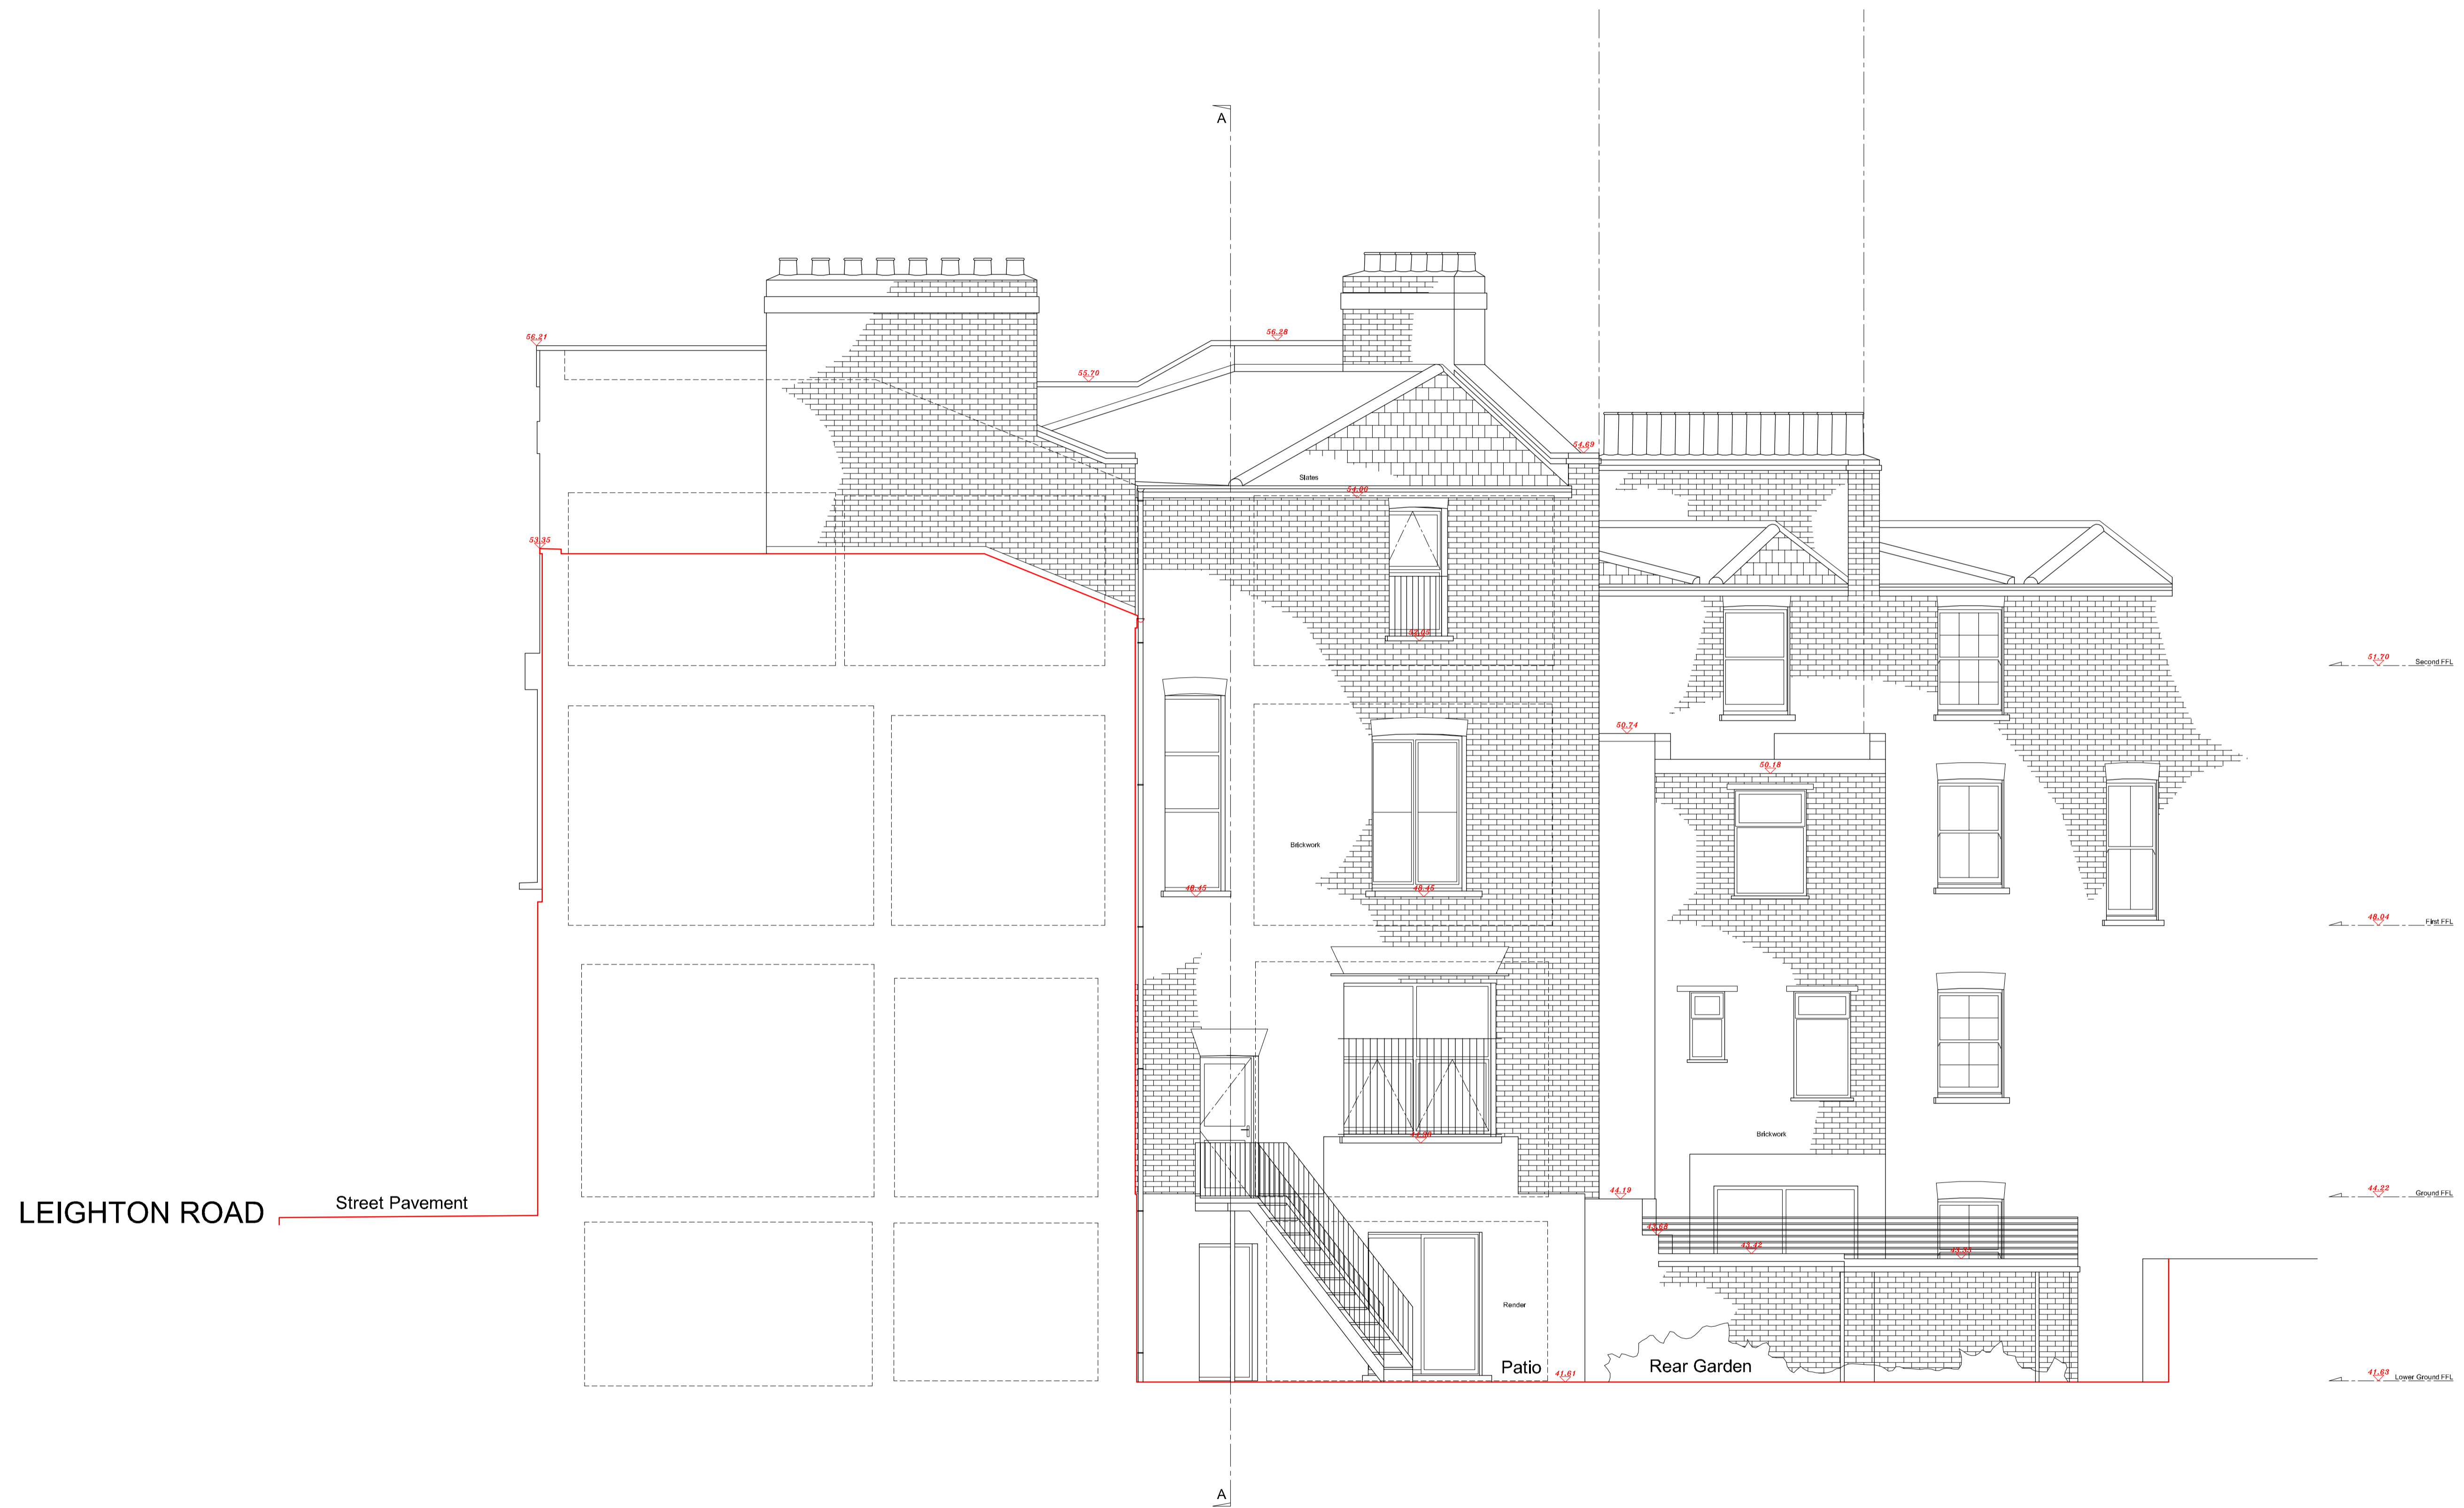 A
56.21
56.28
55.70
54.69
Slates
54.00
53.35
51.70
Second FFL
50.74
50.18
Brickwork
48.45
48.45
48.04
First FFL
Brickwork
44.19
44.22
Ground FFL
LEIGHTON ROAD
Street Pavement
43.42
Render
Patio
41.61
Rear Garden
41.63
Lower Ground FFL
A